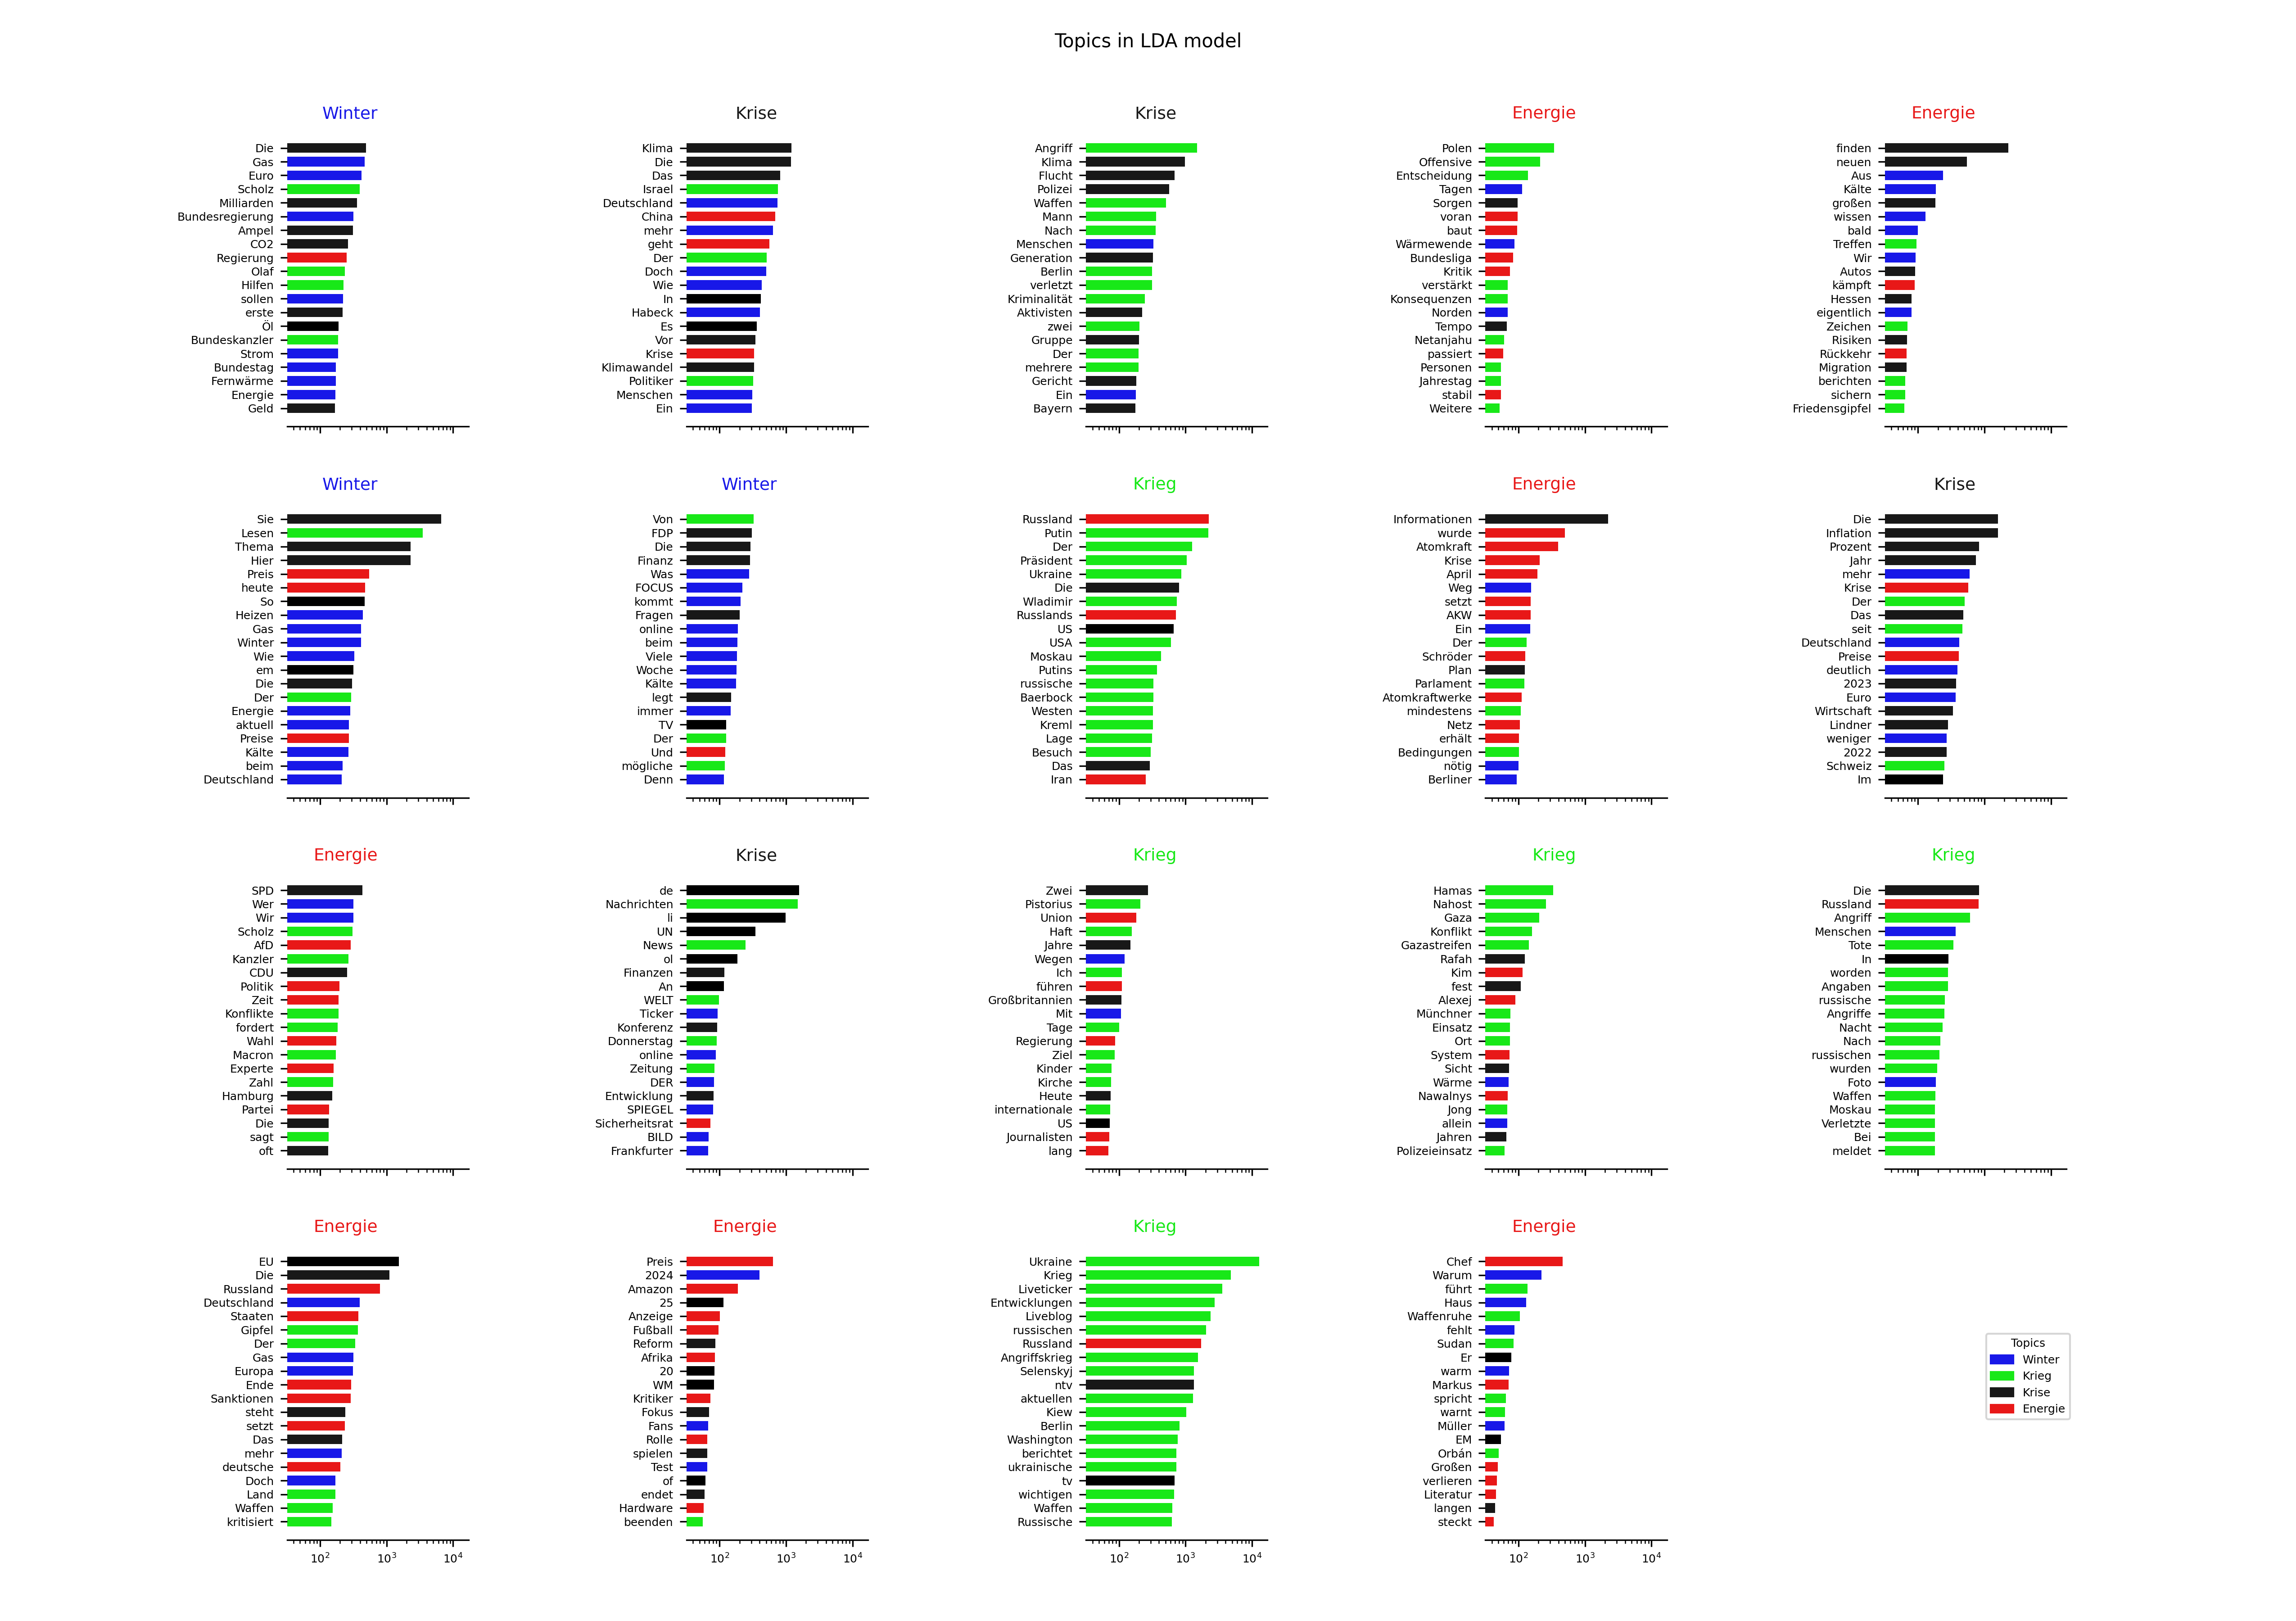 Topics in LDA model
Winter
Die
Gas
Euro
Scholz
Milliarden
Bundesregierung
Ampel
CO2
Regierung
Olaf
Hilfen
sollen
erste
Öl
Bundeskanzler
Strom
Bundestag
Fernwärme
Energie
Geld
Krise
Klima
Die
Das
Israel
Deutschland
China
mehr
geht
Der
Doch
Wie
In
Habeck
Es
Vor
Krise
Klimawandel
Politiker
Menschen
Ein
Krise
Angriff
Klima
Flucht
Polizei
Waffen
Mann
Nach
Menschen
Generation
Berlin
verletzt
Kriminalität
Aktivisten
zwei
Gruppe
Der
mehrere
Gericht
Ein
Bayern
Energie
Polen
Offensive
Entscheidung
Tagen
Sorgen
voran
baut
Wärmewende
Bundesliga
Kritik
verstärkt
Konsequenzen
Norden
Tempo
Netanjahu
passiert
Personen
Jahrestag
stabil
Weitere
Energie
finden
neuen
Aus
Kälte
großen
wissen
bald
Treffen
Wir
Autos
kämpft
Hessen
eigentlich
Zeichen
Risiken
Rückkehr
Migration
berichten
sichern
Friedensgipfel
Winter
Sie
Lesen
Thema
Hier
Preis
heute
So
Heizen
Gas
Winter
Wie
em
Die
Der
Energie
aktuell
Preise
Kälte
beim
Deutschland
Winter
Von
FDP
Die
Finanz
Was
FOCUS
kommt
Fragen
online
beim
Viele
Woche
Kälte
legt
immer
TV
Der
Und
mögliche
Denn
Krieg
Russland
Putin
Der
Präsident
Ukraine
Die
Wladimir
Russlands
US
USA
Moskau
Putins
russische
Baerbock
Westen
Kreml
Lage
Besuch
Das
Iran
Energie
Informationen
wurde
Atomkraft
Krise
April
Weg
setzt
AKW
Ein
Der
Schröder
Plan
Parlament
Atomkraftwerke
mindestens
Netz
erhält
Bedingungen
nötig
Berliner
Krise
Die
Inflation
Prozent
Jahr
mehr
Krise
Der
Das
seit
Deutschland
Preise
deutlich
2023
Euro
Wirtschaft
Lindner
weniger
2022
Schweiz
Im
Energie
SPD
Wer
Wir
Scholz
AfD
Kanzler
CDU
Politik
Zeit
Konflikte
fordert
Wahl
Macron
Experte
Zahl
Hamburg
Partei
Die
sagt
oft
Krise
de
Nachrichten
li
UN
News
ol
Finanzen
An
WELT
Ticker
Konferenz
Donnerstag
online
Zeitung
DER
Entwicklung
SPIEGEL
Sicherheitsrat
BILD
Frankfurter
Krieg
Zwei
Pistorius
Union
Haft
Jahre
Wegen
Ich
führen
Großbritannien
Mit
Tage
Regierung
Ziel
Kinder
Kirche
Heute
internationale
US
Journalisten
lang
Krieg
Hamas
Nahost
Gaza
Konflikt
Gazastreifen
Rafah
Kim
fest
Alexej
Münchner
Einsatz
Ort
System
Sicht
Wärme
Nawalnys
Jong
allein
Jahren
Polizeieinsatz
Krieg
Die
Russland
Angriff
Menschen
Tote
In
worden
Angaben
russische
Angriffe
Nacht
Nach
russischen
wurden
Foto
Waffen
Moskau
Verletzte
Bei
meldet
Energie
EU
Die
Russland
Deutschland
Staaten
Gipfel
Der
Gas
Europa
Ende
Sanktionen
steht
setzt
Das
mehr
deutsche
Doch
Land
Waffen
kritisiert
10² 10³ 10⁴
Energie
Preis
2024
Amazon
25
Anzeige
Fußball
Reform
Afrika
20
WM
Kritiker
Fokus
Fans
Rolle
spielen
Test
of
endet
Hardware
beenden
10² 10³ 10⁴
Krieg
Ukraine
Krieg
Liveticker
Entwicklungen
Liveblog
russischen
Russland
Angriffskrieg
Selenskyj
ntv
aktuellen
Kiew
Berlin
Washington
berichtet
ukrainische
tv
wichtigen
Waffen
Russische
10² 10³ 10⁴
Energie
Chef
Warum
führt
Haus
Waffenruhe
fehlt
Sudan
Er
warm
Markus
spricht
warnt
Müller
EM
Orbán
Großen
verlieren
Literatur
langen
steckt
10² 10³ 10⁴
Topics
Winter
Krieg
Krise
Energie